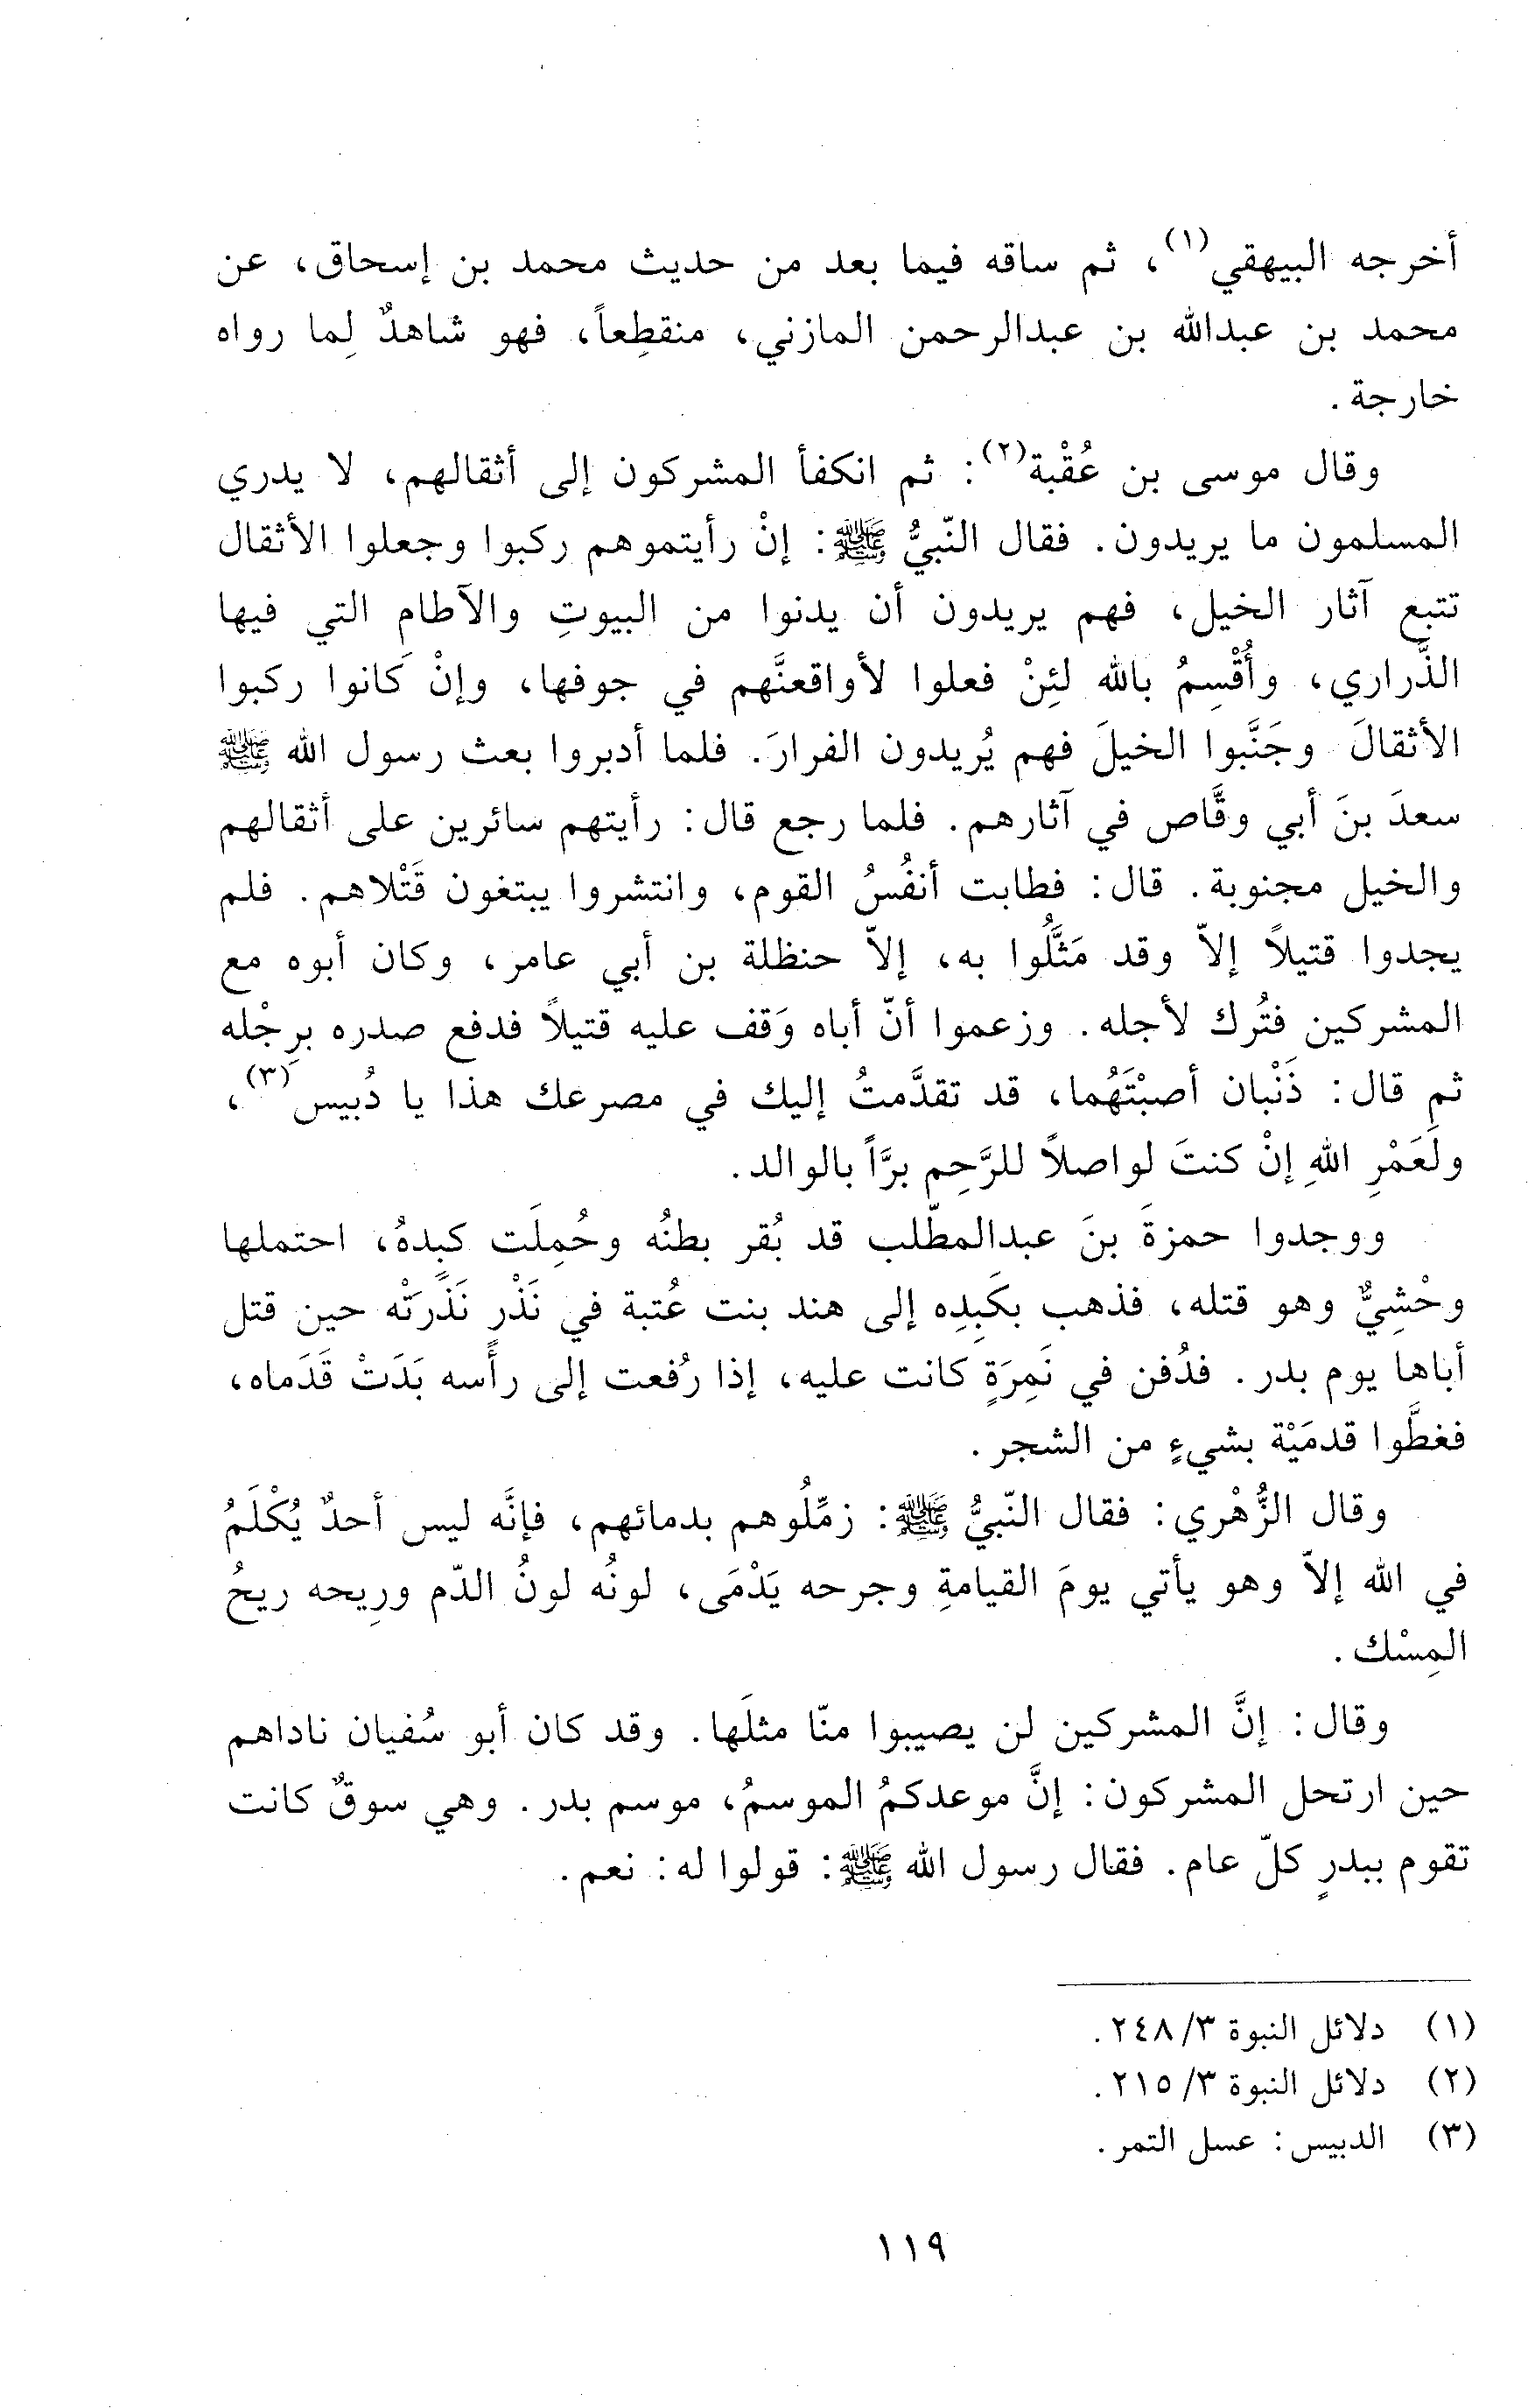 أخرجه البيهقي(١)، ثم ساقه فيما بعد من حديث محمد بن إسحاق، عن
محمد بن عبدالله بن عبدالرحمن المازني، منقطِعاً، فهو شاهدٌ لِما رواه
خارجة.
وقال موسى بن عُقْبة(٢): ثم انكفأ المشركون إلى أثقالهم، لا يدري
المسلمون ما يريدون. فقال النّبيُّ ﷺ: إنْ رأيتموهم ركبوا وجعلوا الأثقال
تتبع آثار الخيل، فهم يريدون أن يدنوا من البيوتِ والآطامِ التي فيها
الذَّراري، وأُقْسِمُ بالله لئِنْ فعلوا لأواقعنَّهم في جوفها، وإنْ كانوا ركبوا
الأثقالَ وجَنَّبوا الخيلَ فهم يُريدون الفرارَ. فلما أدبروا بعث رسول الله ﷺ
سعدَ بنَ أبي وقَّاص في آثارهم. فلما رجع قال: رأيتهم سائرين على أثقالهم
والخيل مجنوبة. قال: فطابت أنفُسُ القوم، وانتشروا يبتغون قَتْلاهم. فلم
يجدوا قتيلاً إلاّ وقد مَثَّلُوا به، إلاّ حنظلة بن أبي عامر، وكان أبوه مع
المشركين فتُرك لأجله. وزعموا أنّ أباه وَقف عليه قتيلاً فدفع صدره برِجْله
ثم قال: ذَنْبان أصبْتَهُما، قد تقدَّمتُ إليك في مصرعك هذا يا دُبيس(٣)،
ولَعَمْرِ اللهِ إنْ كنتَ لواصلاً للرَّحِم برَّاً بالوالد.
ووجدوا حمزةَ بنَ عبدالمطّلب قد بُقر بطنُه وحُمِلَت كبِدهُ، احتملها
وحْشِيٌّ وهو قتله، فذهب بكَبِدِه إلى هند بنت عُتبة في نَذْرٍ نَذَرَتْه حين قتل
أباها يوم بدر. فدُفن في نَمِرَةٍ كانت عليه، إذا رُفعت إلى رأسه بَدَتْ قَدَماه،
فغطَّوا قدمَيْة بشيءٍ من الشجر.
وقال الزُّهْري: فقال النّبيُّ ﷺ: زمِّلُوهم بدمائهم، فإنَّه ليس أحدٌ يُكْلَمُ
في الله إلاّ وهو يأتي يومَ القيامةِ وجرحه يَدْمَى، لونُه لونُ الدّم ورِيحه ريحُ
المِسْك.
وقال: إنَّ المشركين لن يصيبوا منّا مثلَها. وقد كان أبو سُفيان ناداهم
حين ارتحل المشركون: إنَّ موعدكمُ الموسمُ، موسم بدر. وهي سوقٌ كانت
تقوم ببدرٍ كلّ عام. فقال رسول الله ﷺ: قولوا له: نعم.
(١) دلائل النبوة ٣/ ٢٤٨.
(٢) دلائل النبوة ٣/ ٢١٥.
(٣) الدبيس: عسل التمر.
١١٩